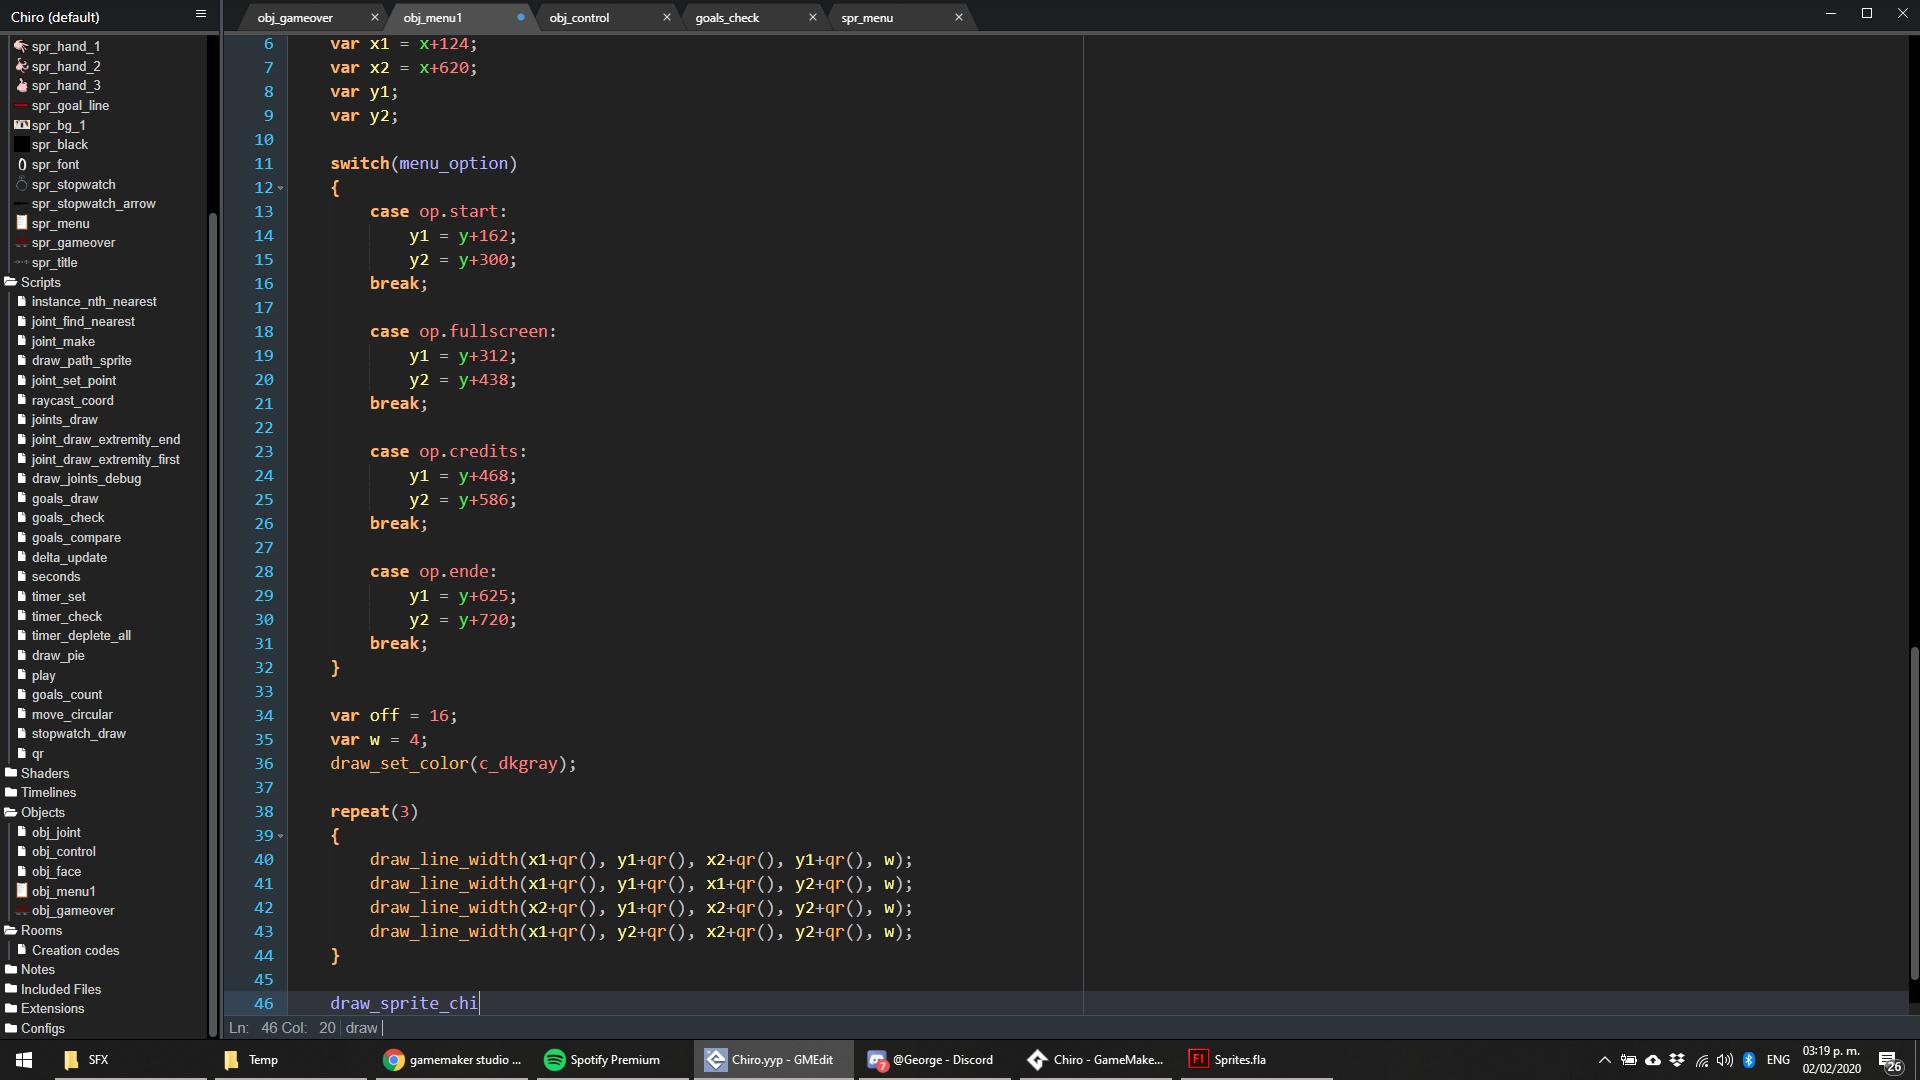 Chiro (default)
obj_gameover
obj_menu1
obj_control
goals_check
spr_menu
spr_hand_1
spr_hand_2
spr_hand_3
spr_goal_line
spr_bg_1
spr_black
spr_font
spr_stopwatch
spr_stopwatch_arrow
spr_menu
spr_gameover
spr_title
Scripts
instance_nth_nearest
joint_find_nearest
joint_make
draw_path_sprite
joint_set_point
raycast_coord
joints_draw
joint_draw_extremity_end
joint_draw_extremity_first
draw_joints_debug
goals_draw
goals_check
goals_compare
delta_update
seconds
timer_set
timer_check
timer_deplete_all
draw_pie
play
goals_count
move_circular
stopwatch_draw
qr
Shaders
Timelines
Objects
obj_joint
obj_control
obj_face
obj_menu1
obj_gameover
Rooms
Creation codes
Notes
Included Files
Extensions
Configs
6 var x1 = x+124;
7 var x2 = x+620;
8 var y1;
9 var y2;
10
11 switch(menu_option)
12 {
13 case op.start:
14 y1 = y+162;
15 y2 = y+300;
16 break;
17
18 case op.fullscreen:
19 y1 = y+312;
20 y2 = y+438;
21 break;
22
23 case op.credits:
24 y1 = y+468;
25 y2 = y+586;
26 break;
27
28 case op.ende:
29 y1 = y+625;
30 y2 = y+720;
31 break;
32 }
33
34 var off = 16;
35 var w = 4;
36 draw_set_color(c_dkgray);
37
38 repeat(3)
39 {
40 draw_line_width(x1+qr(), y1+qr(), x2+qr(), y1+qr(), w);
41 draw_line_width(x1+qr(), y1+qr(), x1+qr(), y2+qr(), w);
42 draw_line_width(x2+qr(), y1+qr(), x2+qr(), y2+qr(), w);
43 draw_line_width(x1+qr(), y2+qr(), x2+qr(), y2+qr(), w);
44 }
45
46 draw_sprite_chi
Ln: 46 Col: 20 draw
SFX
Temp
gamemaker studio ...
Spotify Premium
Chiro.yyp - GMEdit
7
@George - Discord
Chiro - GameMake...
Fl
Sprites.fla
ENG
03:19 p. m.
02/02/2020
26